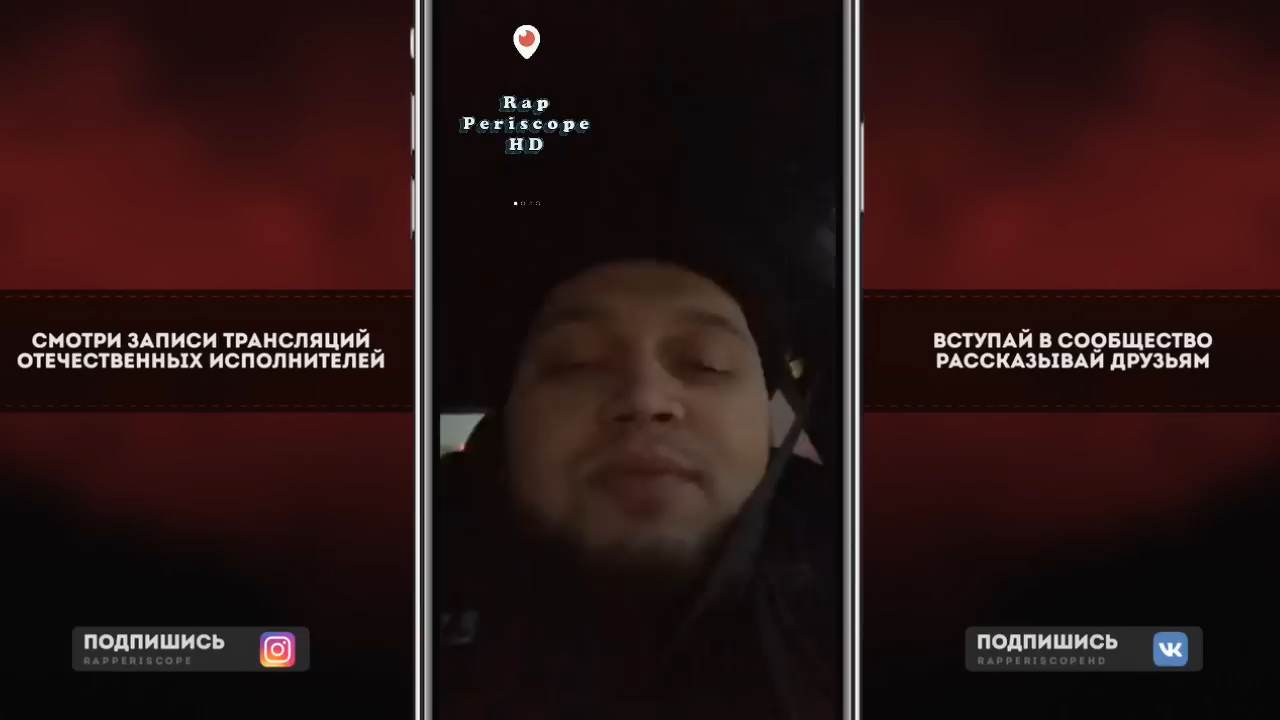 Rap
Periscope
HD
СМОТРИ ЗАПИСИ ТРАНСЛЯЦИЙ
ОТЕЧЕСТВЕННЫХ ИСПОЛНИТЕЛЕЙ
ВСТУПАЙ В СООБЩЕСТВО
РАССКАЗЫВАЙ ДРУЗЬЯМ
ПОДПИШИСЬ
RAPPERISCOPE
ПОДПИШИСЬ
RAPPERISCOPEHD